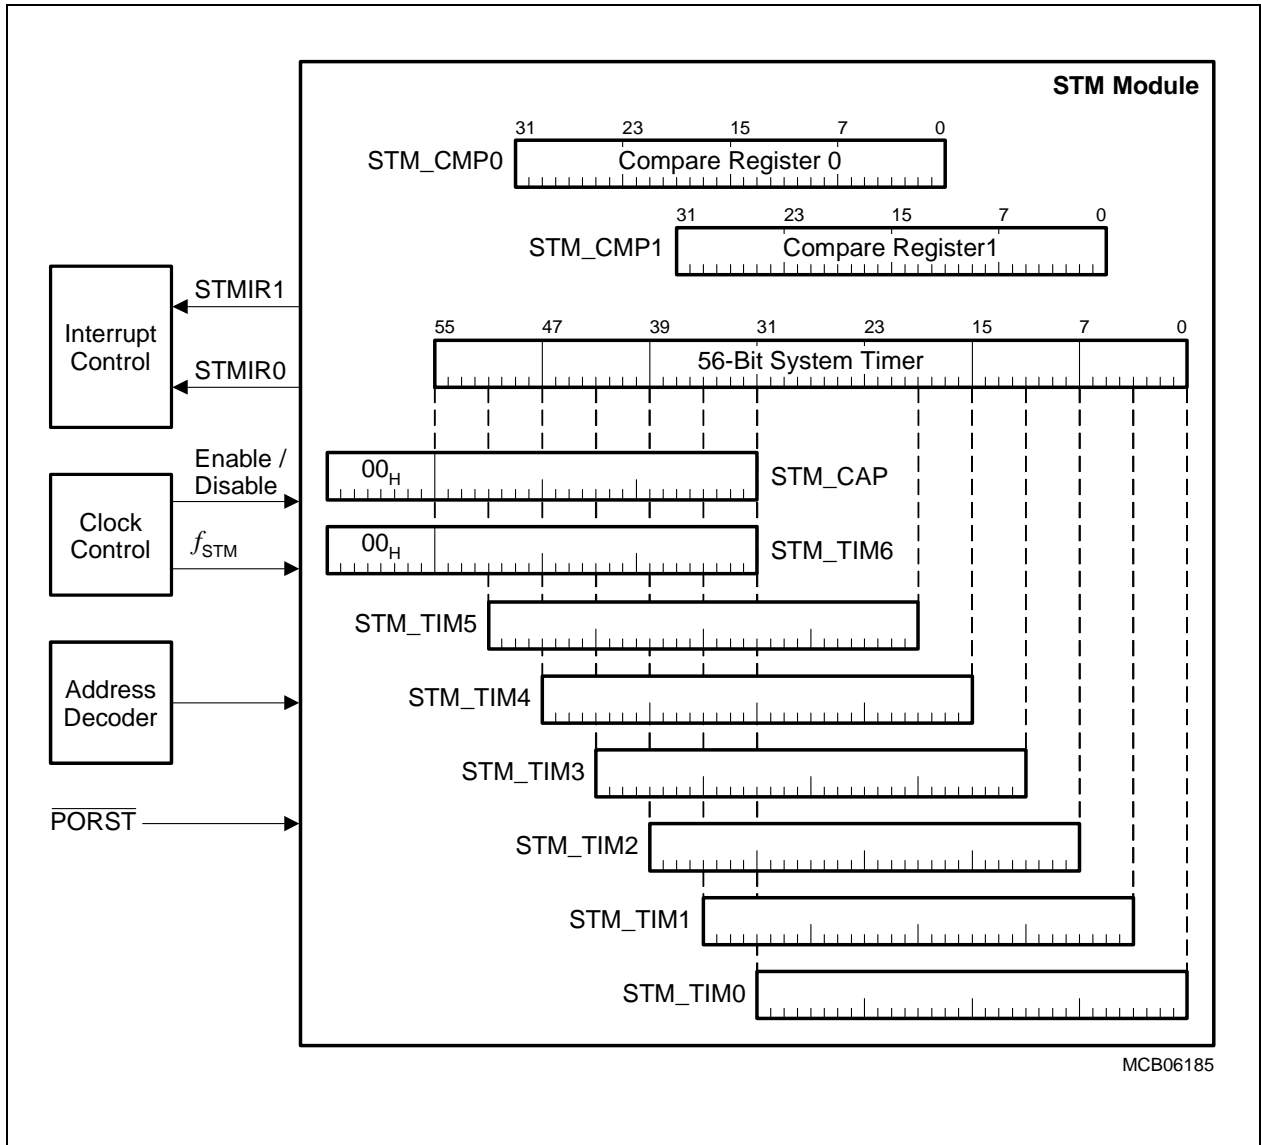 STM Module
31 23 15 7 0
STM_CMP0 Compare Register 0
31 23 15 7 0
STM_CMP1 Compare Register1
STMIR1
Interrupt
Control
STMIR0
55 47 39 31 23 15 7 0
56-Bit System Timer
Enable /
Disable
Clock
Control
fSTM
00H STM_CAP
00H STM_TIM6
STM_TIM5
Address
Decoder
STM_TIM4
STM_TIM3
PORST
STM_TIM2
STM_TIM1
STM_TIM0
MCB06185